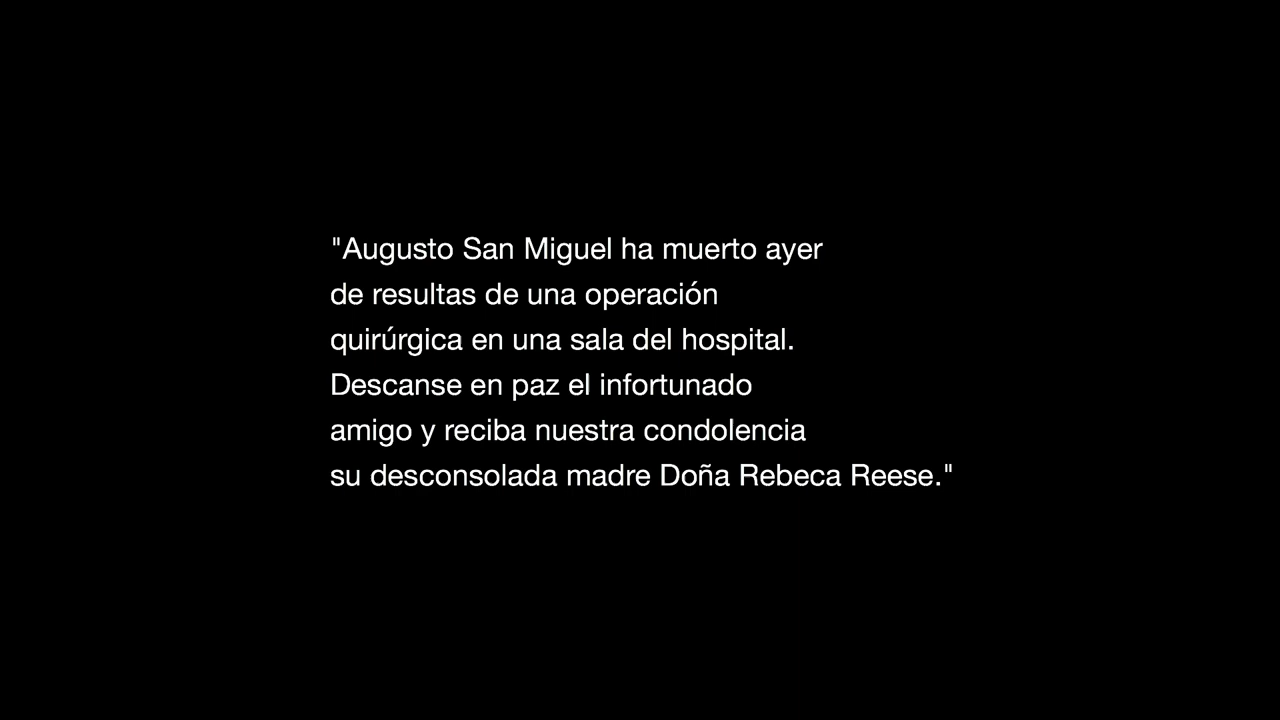 "Augusto San Miguel ha muerto ayer
de resultas de una operación
quirúrgica en una sala del hospital.
Descanse en paz el infortunado
amigo y reciba nuestra condolencia
su desconsolada madre Doña Rebeca Reese."